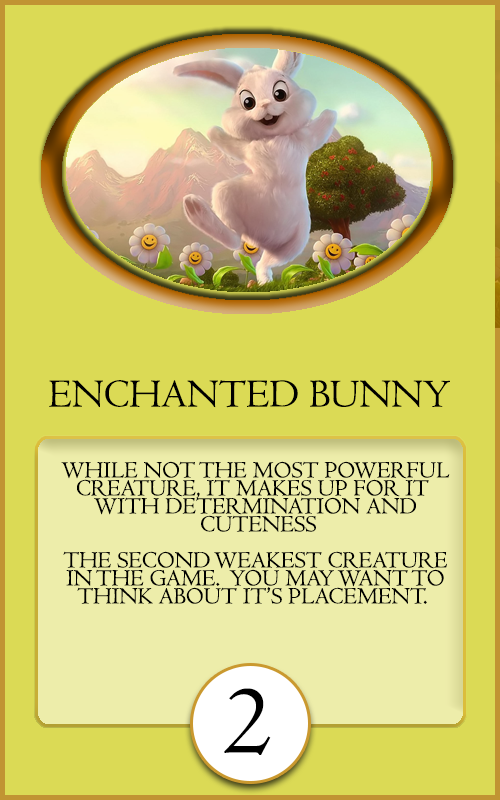 ENCHANTED BUNNY
WHILE NOT THE MOST POWERFUL
CREATURE, IT MAKES UP FOR IT
WITH DETERMINATION AND
CUTENESS
THE SECOND WEAKEST CREATURE
IN THE GAME. YOU MAY WANT TO
THINK ABOUT IT'S PLACEMENT.
2